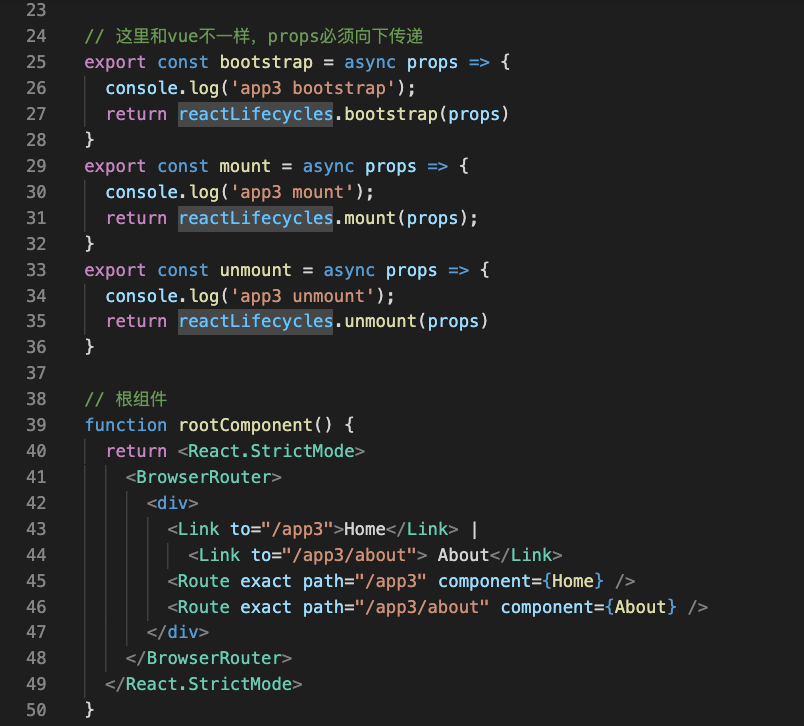 23
24 // 这里和vue不一样，props必须向下传递
25 export const bootstrap = async props => {
26   console.log('app3 bootstrap');
27   return reactLifecycles.bootstrap(props)
28 }
29 export const mount = async props => {
30   console.log('app3 mount');
31   return reactLifecycles.mount(props);
32 }
33 export const unmount = async props => {
34   console.log('app3 unmount');
35   return reactLifecycles.unmount(props)
36 }
37
38 // 根组件
39 function rootComponent() {
40   return <React.StrictMode>
41     <BrowserRouter>
42       <div>
43         <Link to="/app3">Home</Link> |
44           <Link to="/app3/about"> About</Link>
45         <Route exact path="/app3" component={Home} />
46         <Route exact path="/app3/about" component={About} />
47       </div>
48     </BrowserRouter>
49   </React.StrictMode>
50 }